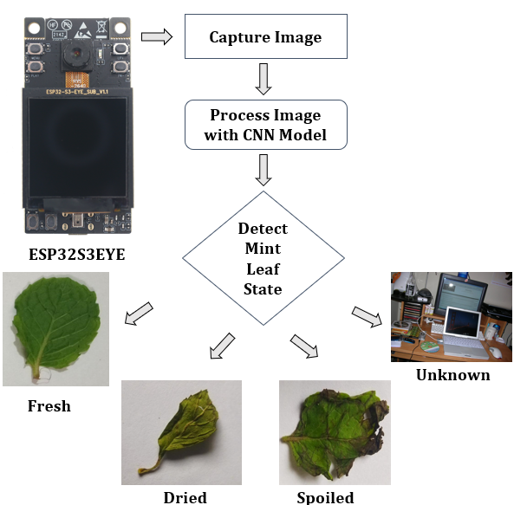 ESP32-S3-EYE_SUB_V1.1
ESP32S3EYE
Capture Image
Process Image
with CNN Model
Detect
Mint
Leaf
State
Fresh
Dried
Spoiled
Unknown